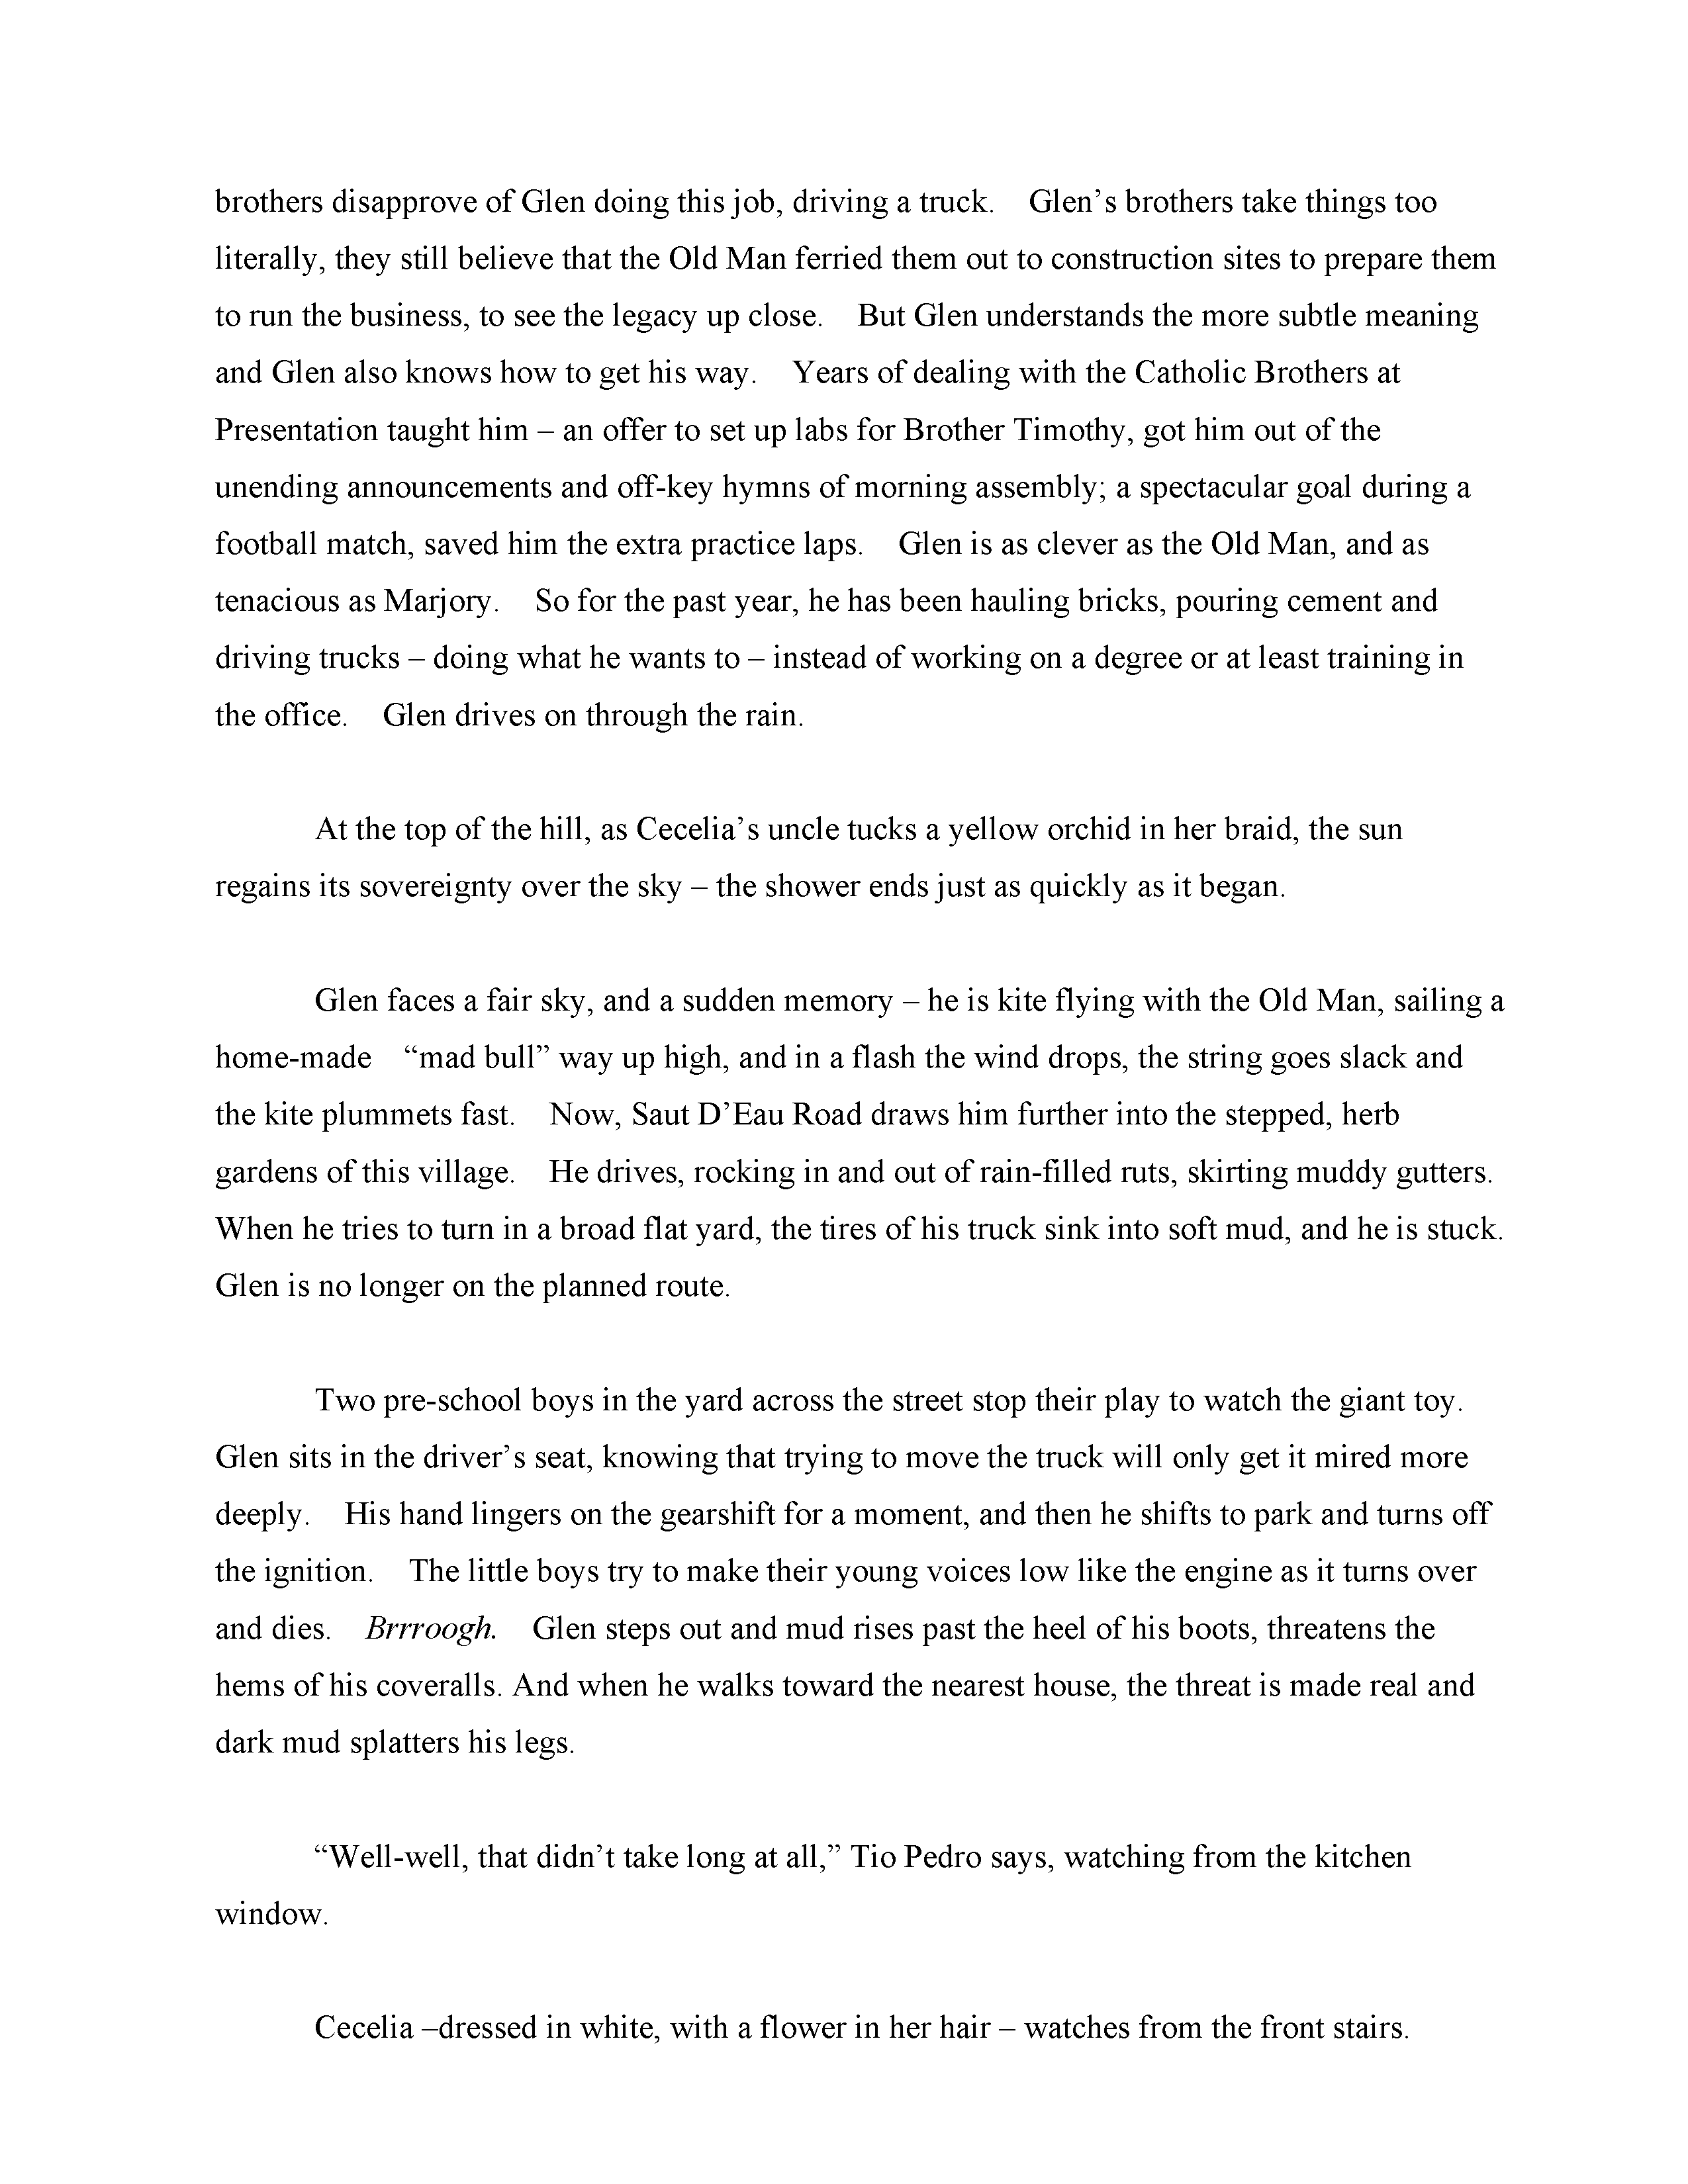 brothers disapprove of Glen doing this job, driving a truck.    Glen’s brothers take things too
literally, they still believe that the Old Man ferried them out to construction sites to prepare them
to run the business, to see the legacy up close.    But Glen understands the more subtle meaning
and Glen also knows how to get his way.    Years of dealing with the Catholic Brothers at
Presentation taught him – an offer to set up labs for Brother Timothy, got him out of the
unending announcements and off-key hymns of morning assembly; a spectacular goal during a
football match, saved him the extra practice laps.    Glen is as clever as the Old Man, and as
tenacious as Marjory.    So for the past year, he has been hauling bricks, pouring cement and
driving trucks – doing what he wants to – instead of working on a degree or at least training in
the office.    Glen drives on through the rain.
At the top of the hill, as Cecelia’s uncle tucks a yellow orchid in her braid, the sun
regains its sovereignty over the sky – the shower ends just as quickly as it began.
Glen faces a fair sky, and a sudden memory – he is kite flying with the Old Man, sailing a
home-made    “mad bull” way up high, and in a flash the wind drops, the string goes slack and
the kite plummets fast.    Now, Saut D’Eau Road draws him further into the stepped, herb
gardens of this village.    He drives, rocking in and out of rain-filled ruts, skirting muddy gutters.
When he tries to turn in a broad flat yard, the tires of his truck sink into soft mud, and he is stuck.
Glen is no longer on the planned route.
Two pre-school boys in the yard across the street stop their play to watch the giant toy.
Glen sits in the driver’s seat, knowing that trying to move the truck will only get it mired more
deeply.    His hand lingers on the gearshift for a moment, and then he shifts to park and turns off
the ignition.    The little boys try to make their young voices low like the engine as it turns over
and dies.    Brrroogh.    Glen steps out and mud rises past the heel of his boots, threatens the
hems of his coveralls. And when he walks toward the nearest house, the threat is made real and
dark mud splatters his legs.
“Well-well, that didn’t take long at all,” Tio Pedro says, watching from the kitchen
window.
Cecelia –dressed in white, with a flower in her hair – watches from the front stairs.